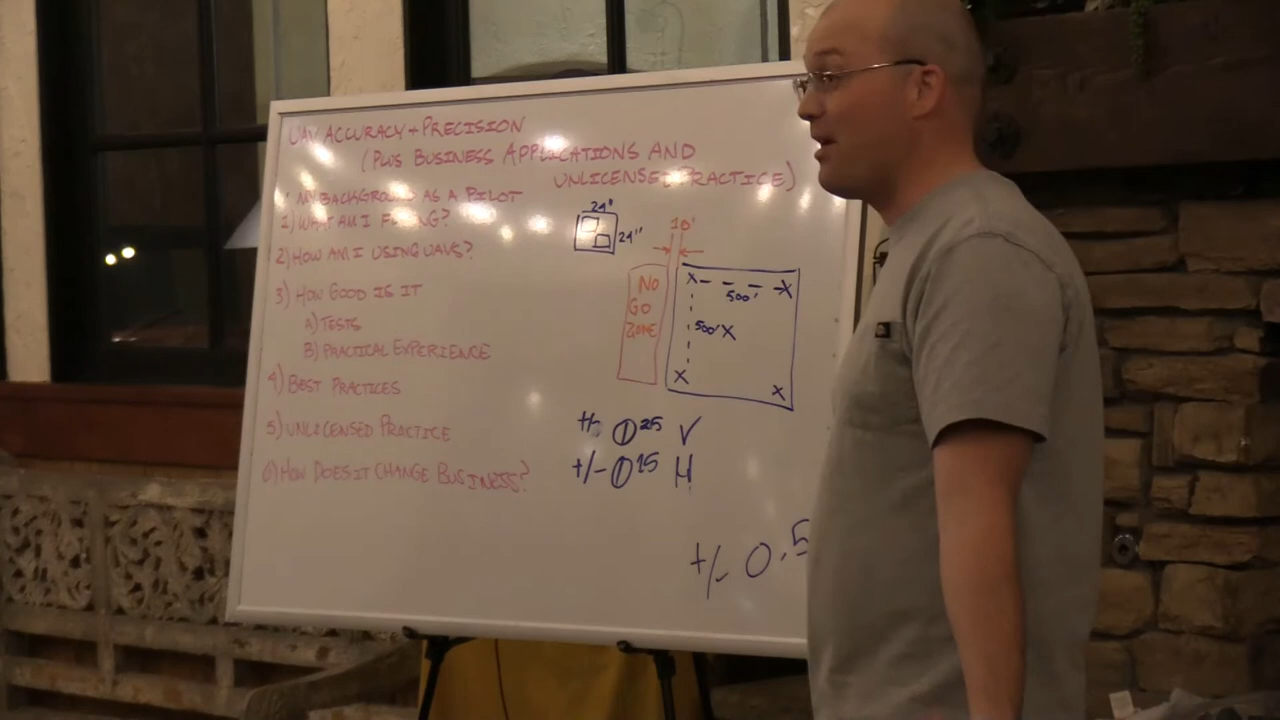 UAV ACCURACY + PRECISION
(PLUS BUSINESS APPLICATIONS AND
UNLICENSED PRACTICE)
MY BACKGROUND AS A PILOT
1) WHAT AM I FLYING?
2) HOW AM I USING UAVS?
3) HOW GOOD IS IT
A) TESTS
B) PRACTICAL EXPERIENCE
4) BEST PRACTICES
5) UNLICENSED PRACTICE
6) HOW DOES IT CHANGE BUSINESS?
24"
24"
10'
NO
GO
ZONE
X X
500'
500' X
X X
+/- 0 25 V
+/- 0 15 H
+/- 0.5